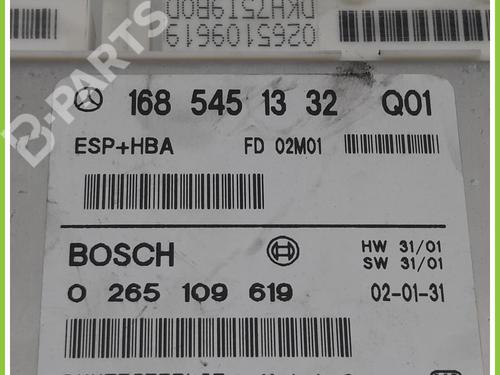 DKH75I9B0D
0265109619
B-PARTS
168 545 13 32 Q01
ESP+HBA FD 02M01
BOSCH HW 31/01
SW 31/01
0 265 109 619 02-01-31